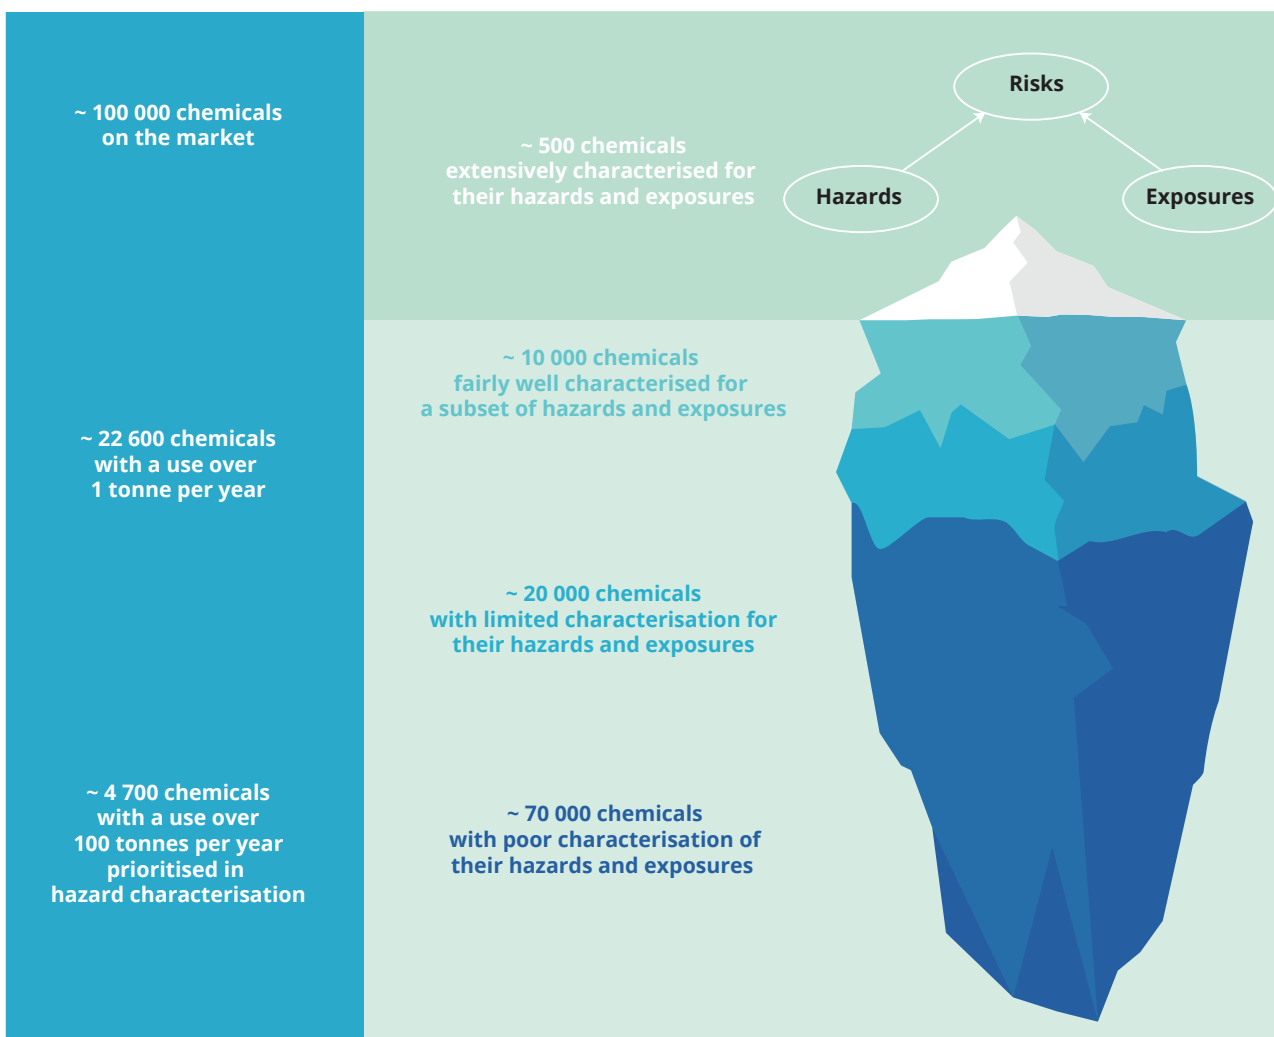 ~ 100 000 chemicals
on the market
~ 22 600 chemicals
with a use over
1 tonne per year
~ 4 700 chemicals
with a use over
100 tonnes per year
prioritised in
hazard characterisation
~ 500 chemicals
extensively characterised for
their hazards and exposures
Risks
Hazards
Exposures
~ 10 000 chemicals
fairly well characterised for
a subset of hazards and exposures
~ 20 000 chemicals
with limited characterisation for
their hazards and exposures
~ 70 000 chemicals
with poor characterisation of
their hazards and exposures